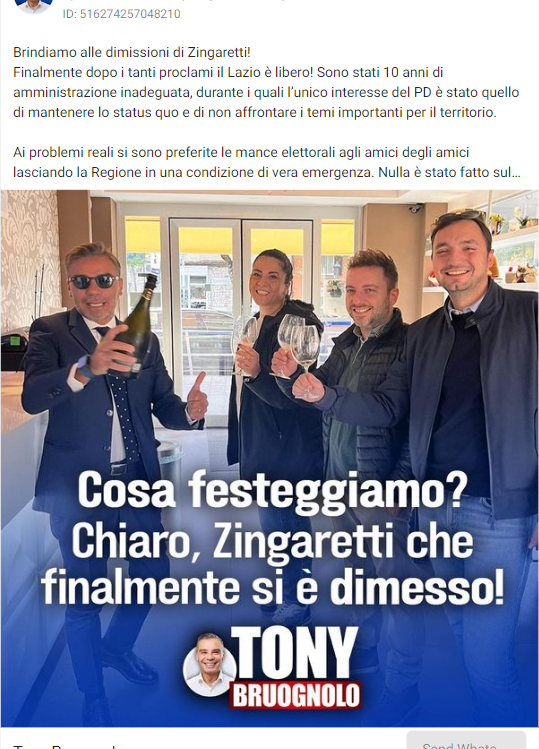 ID: 516274257048210
Brindiamo alle dimissioni di Zingaretti!
Finalmente dopo i tanti proclami il Lazio è libero! Sono stati 10 anni di
amministrazione inadeguata, durante i quali l'unico interesse del PD è stato quello
di mantenere lo status quo e di non affrontare i temi importanti per il territorio.
Ai problemi reali si sono preferite le mance elettorali agli amici degli amici
lasciando la Regione in una condizione di vera emergenza. Nulla è stato fatto sul...
Cosa festeggiamo?
Chiaro, Zingaretti che
finalmente si è dimesso!
TONY
BRUOGNOLO